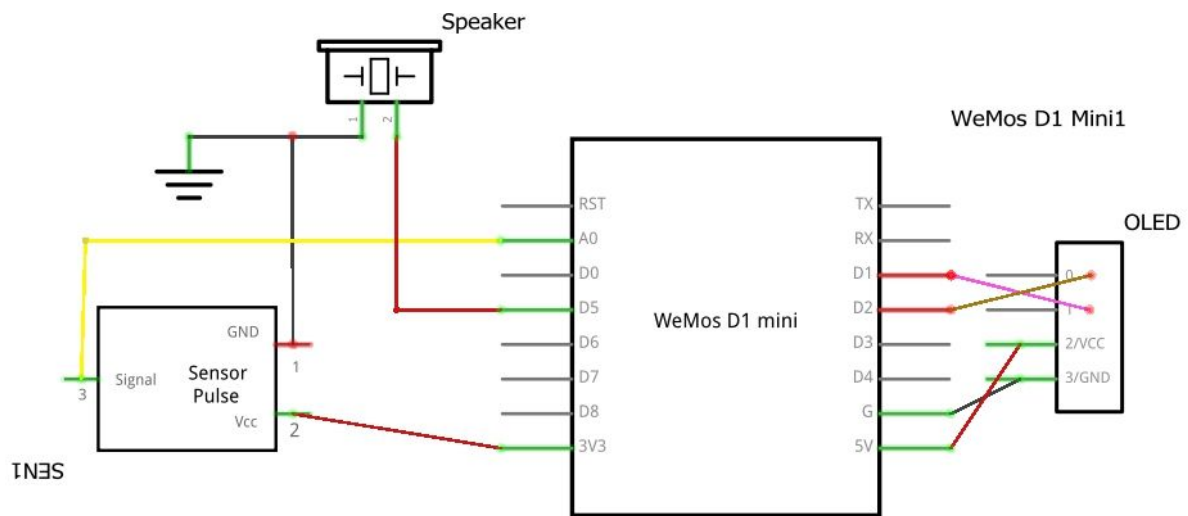 Speaker
1
2
WeMos D1 Mini1
OLED
RST
A0
D0
D5
D6
D7
D8
3V3
WeMos D1 mini
TX
RX
D1
D2
D3
D4
G
5V
0
1
2/VCC
3/GND
GND
1
Signal
3
Sensor
Pulse
Vcc
2
SEN1